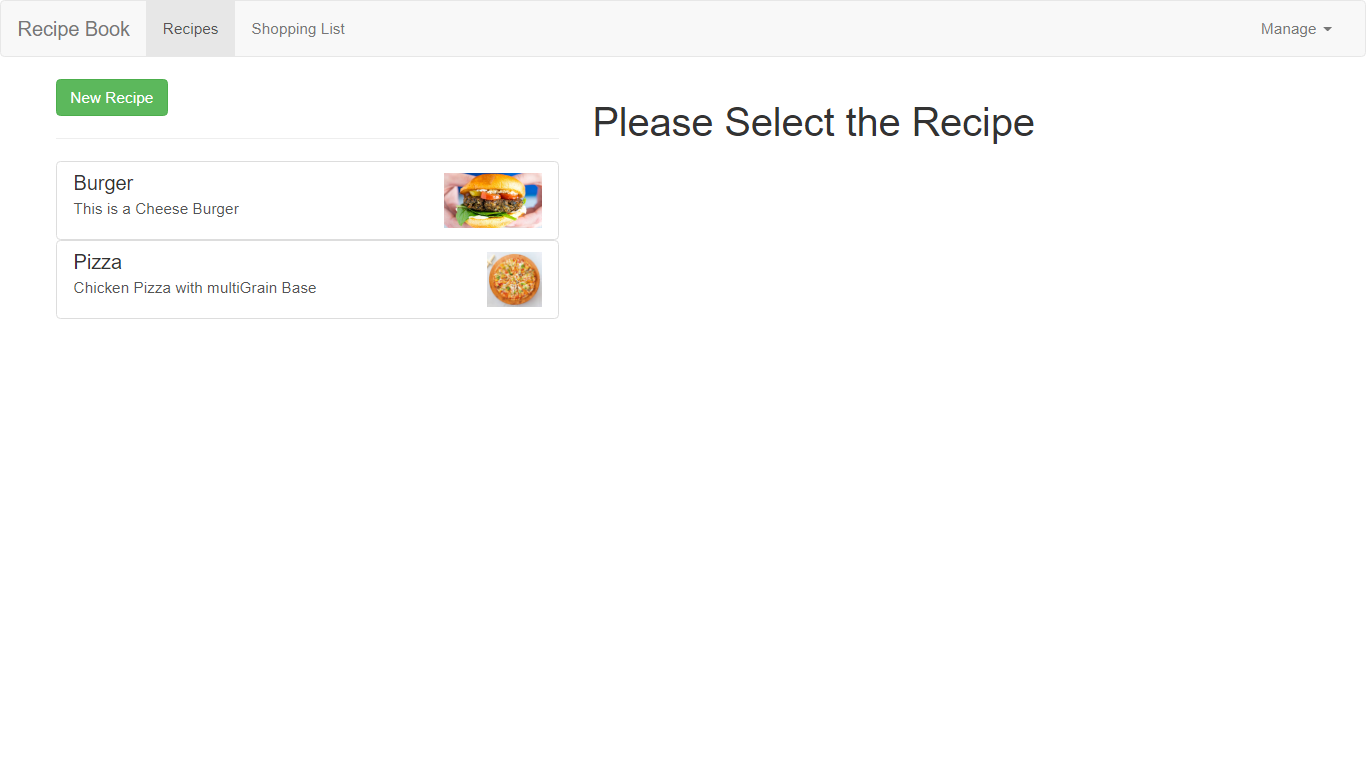 Recipe Book
Recipes
Shopping List
Manage
New Recipe
Please Select the Recipe
Burger
This is a Cheese Burger
Pizza
Chicken Pizza with multiGrain Base